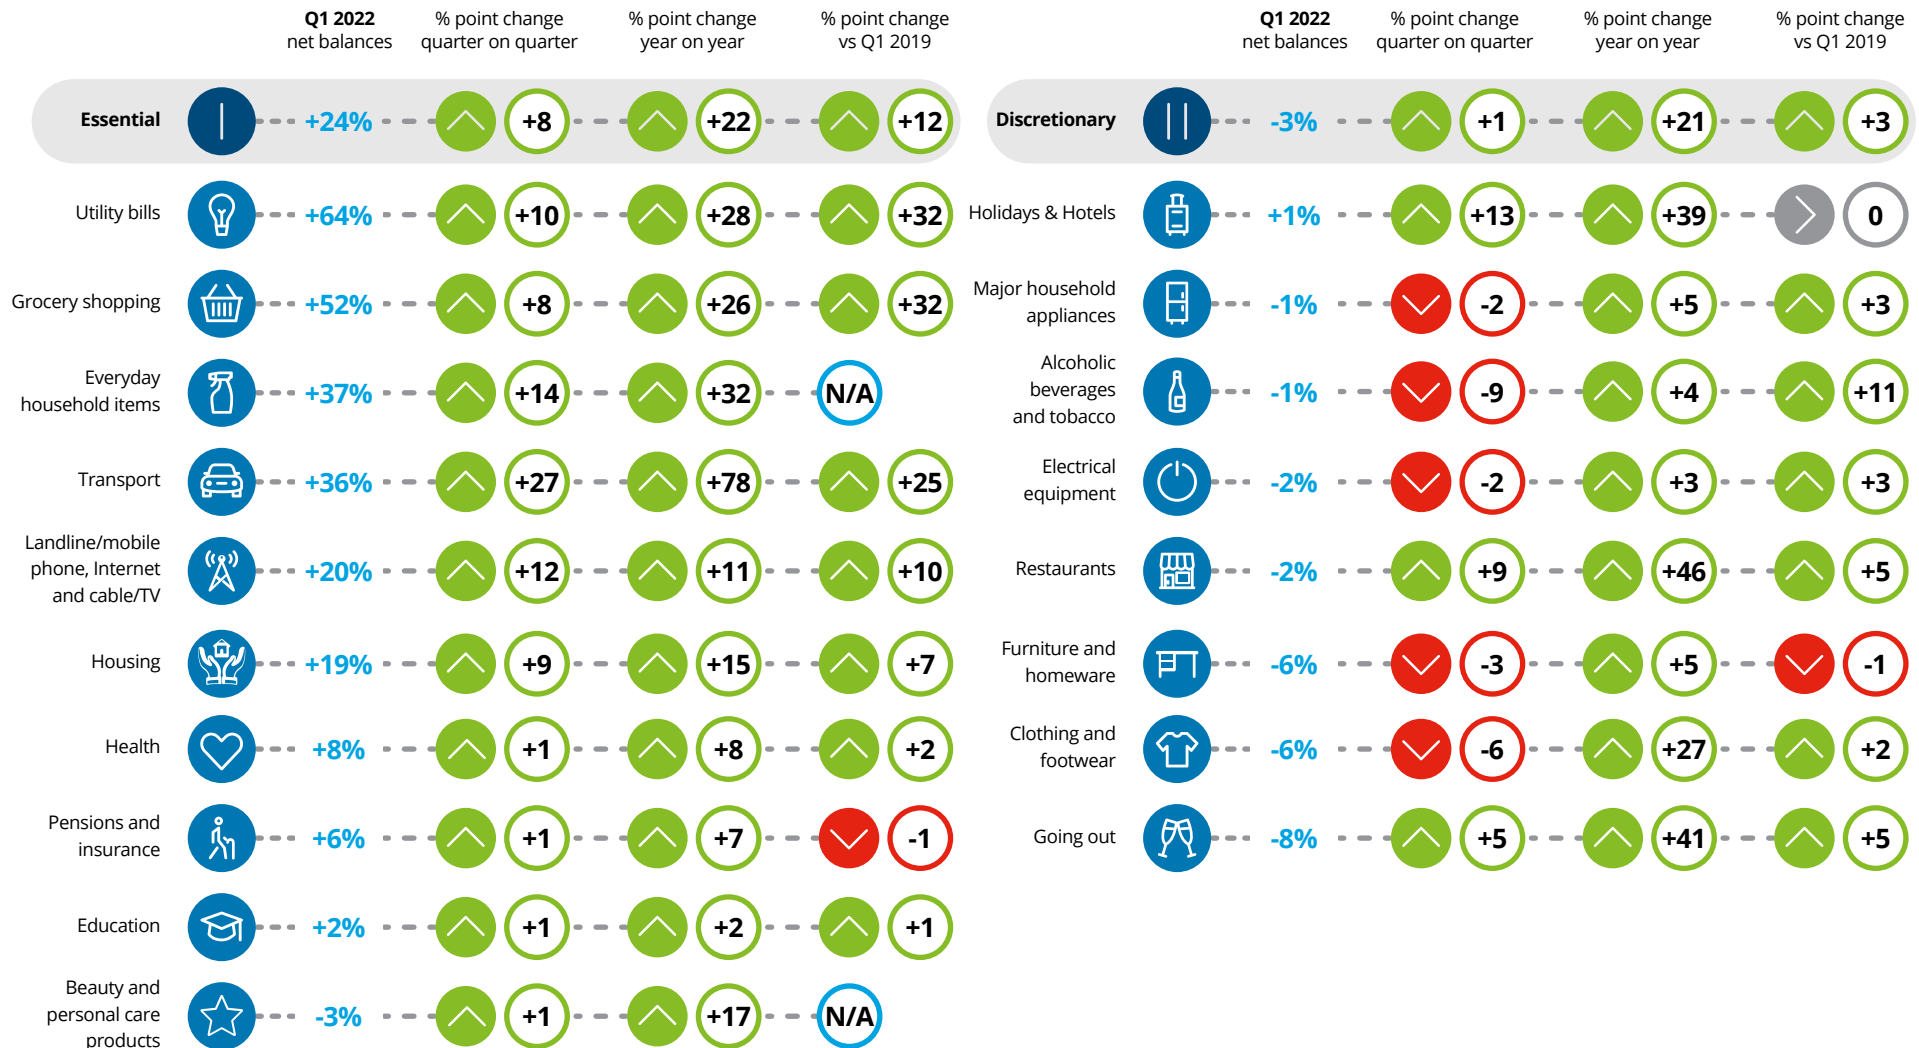 Q1 2022
net balances
% point change
quarter on quarter
% point change
year on year
% point change
vs Q1 2019
Essential
+24%
+8
+22
+12
Utility bills
+64%
+10
+28
+32
Grocery shopping
+52%
+8
+26
+32
Everyday
household items
+37%
+14
+32
N/A
Transport
+36%
+27
+78
+25
Landline/mobile
phone, Internet
and cable/TV
+20%
+12
+11
+10
Housing
+19%
+9
+15
+7
Health
+8%
+1
+8
+2
Pensions and
insurance
+6%
+1
+7
-1
Education
+2%
+1
+2
+1
Beauty and
personal care
products
-3%
+1
+17
N/A
Q1 2022
net balances
% point change
quarter on quarter
% point change
year on year
% point change
vs Q1 2019
Discretionary
-3%
+1
+21
+3
Holidays & Hotels
+1%
+13
+39
0
Major household
appliances
-1%
-2
+5
+3
Alcoholic
beverages
and tobacco
-1%
-9
+4
+11
Electrical
equipment
-2%
-2
+3
+3
Restaurants
-2%
+9
+46
+5
Furniture and
homeware
-6%
-3
+5
-1
Clothing and
footwear
-6%
-6
+27
+2
Going out
-8%
+5
+41
+5